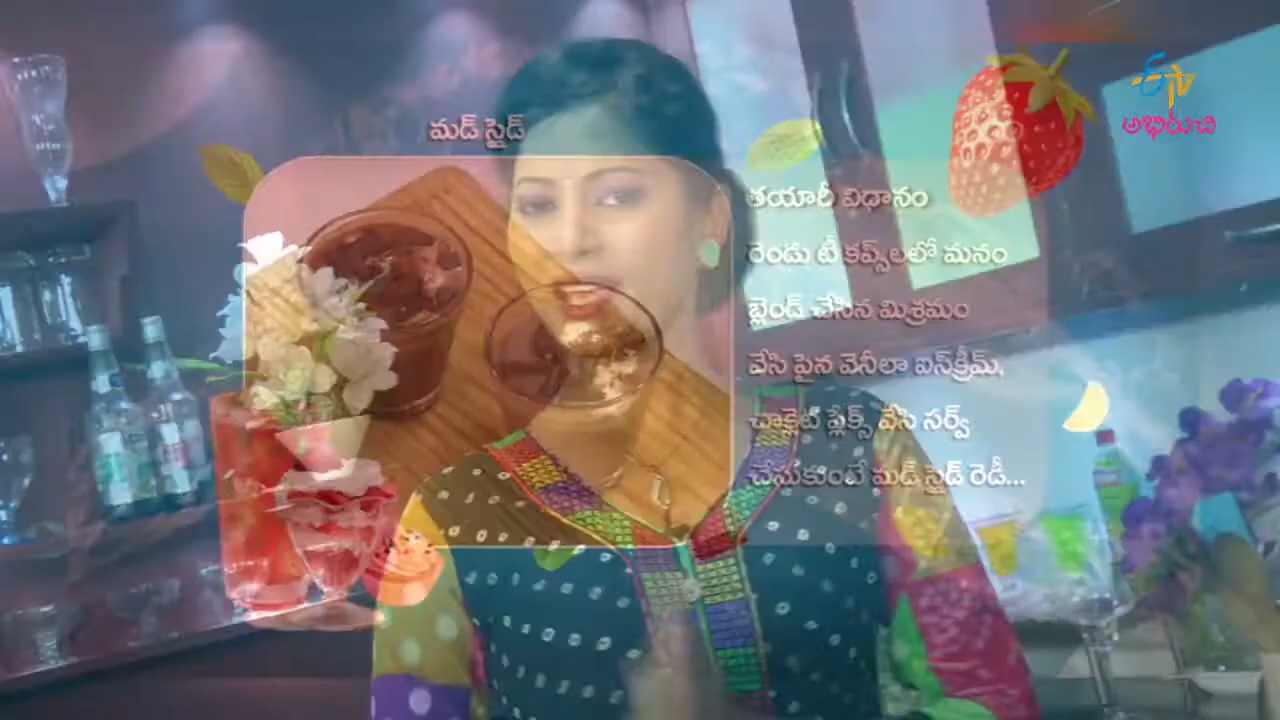 మడ్ స్లైడ్
ETV
అభిరుచి
తయారీ విధానం
రెండు టీ కప్స్‌లలో మనం
బ్లెండ్ చేసిన మిశ్రమం
వేసి పైన వెనీలా ఐస్‌క్రీమ్,
చాక్లెట్ ఫ్లేక్స్ వేసి సర్వ్
చేసుకుంటే మడ్ స్లైడ్ రెడీ...